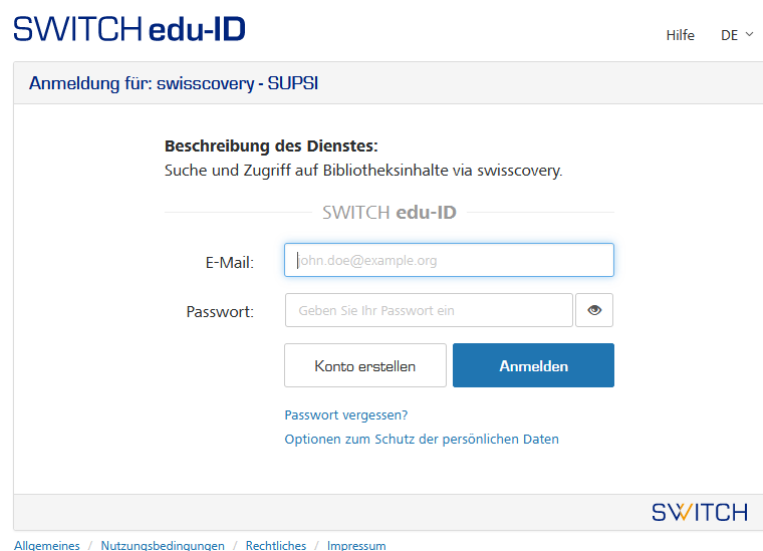 SWITCH edu-ID
Hilfe DE
Anmeldung für: swisscovery - SUPSI
Beschreibung des Dienstes:
Suche und Zugriff auf Bibliotheksinhalte via swisscovery.
SWITCH edu-ID
E-Mail: john.doe@example.org
Passwort: Geben Sie Ihr Passwort ein
Konto erstellen Anmelden
Passwort vergessen?
Optionen zum Schutz der persönlichen Daten
SWITCH
Allgemeines / Nutzungsbedingungen / Rechtliches / Impressum